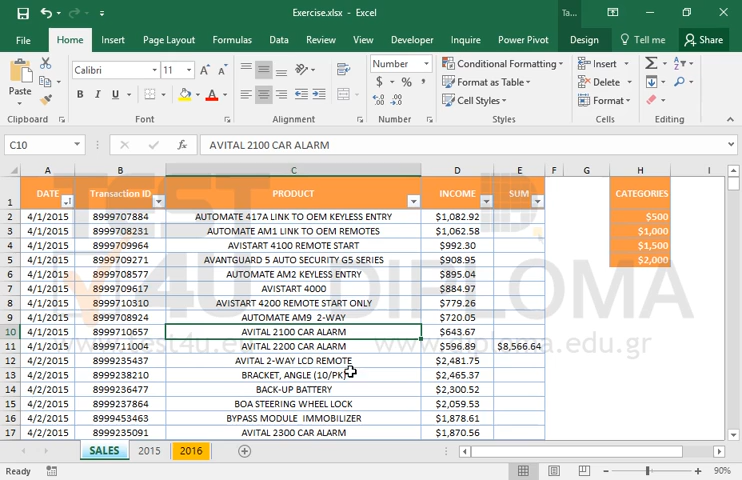 Exercise.xlsx - Excel
Ta...
File Home Insert Page Layout Formulas Data Review View Developer Inquire Power Pivot Design Tell me Share
Calibri 11 Number Conditional Formatting Insert
Paste $ % , Format as Table Delete
B I U A Cell Styles Format
Clipboard Font Alignment Number Styles Cells Editing
C10 fx AVITAL 2100 CAR ALARM
A B C D E F G H I
1 DATE Transaction ID PRODUCT INCOME SUM CATEGORIES
2 4/1/2015 8999707884 AUTOMATE 417A LINK TO OEM KEYLESS ENTRY $1,082.92 $500
3 4/1/2015 8999708231 AUTOMATE AM1 LINK TO OEM REMOTES $1,062.58 $1,000
4 4/1/2015 8999709964 AVISTART 4100 REMOTE START $992.30 $1,500
5 4/1/2015 8999709271 AVANTGUARD 5 AUTO SECURITY G5 SERIES $908.95 $2,000
6 4/1/2015 8999708577 AUTOMATE AM2 KEYLESS ENTRY $895.04
7 4/1/2015 8999709617 AVISTART 4000 $884.97
8 4/1/2015 8999710310 AVISTART 4200 REMOTE START ONLY $779.26
9 4/1/2015 8999708924 AUTOMATE AM9 2-WAY $720.05
10 4/1/2015 8999710657 AVITAL 2100 CAR ALARM $643.67
11 4/1/2015 8999711004 AVITAL 2200 CAR ALARM $596.89 $8,566.64
12 4/2/2015 8999235437 AVITAL 2-WAY LCD REMOTE $2,481.75
13 4/2/2015 8999238210 BRACKET, ANGLE (10/PK) $2,465.37
14 4/2/2015 8999236477 BACK-UP BATTERY $2,300.52
15 4/2/2015 8999237864 BOA STEERING WHEEL LOCK $2,059.53
16 4/2/2015 8999453463 BYPASS MODULE IMMOBILIZER $1,878.61
17 4/2/2015 8999235091 AVITAL 2300 CAR ALARM $1,870.56
TEST4U DIPLOMA
www.test4u.eu www.diploma.edu.gr
SALES 2015 2016
Ready 90%